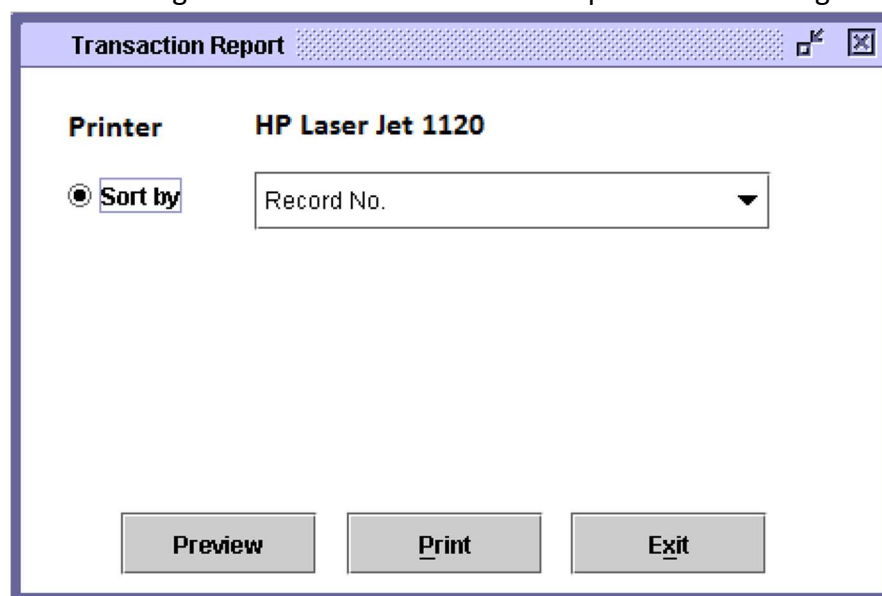 Transaction Report
Printer HP Laser Jet 1120
Sort by Record No.
Preview Print Exit